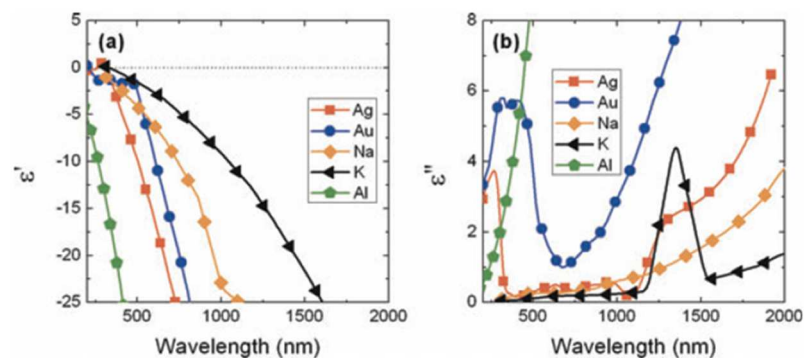 (a)
5
0
-5
-10
-15
-20
-25
ε'
Ag
Au
Na
K
Al
500
1000
1500
2000
Wavelength (nm)
(b)
8
6
4
2
0
ε"
Ag
Au
Na
K
Al
500
1000
1500
2000
Wavelength (nm)